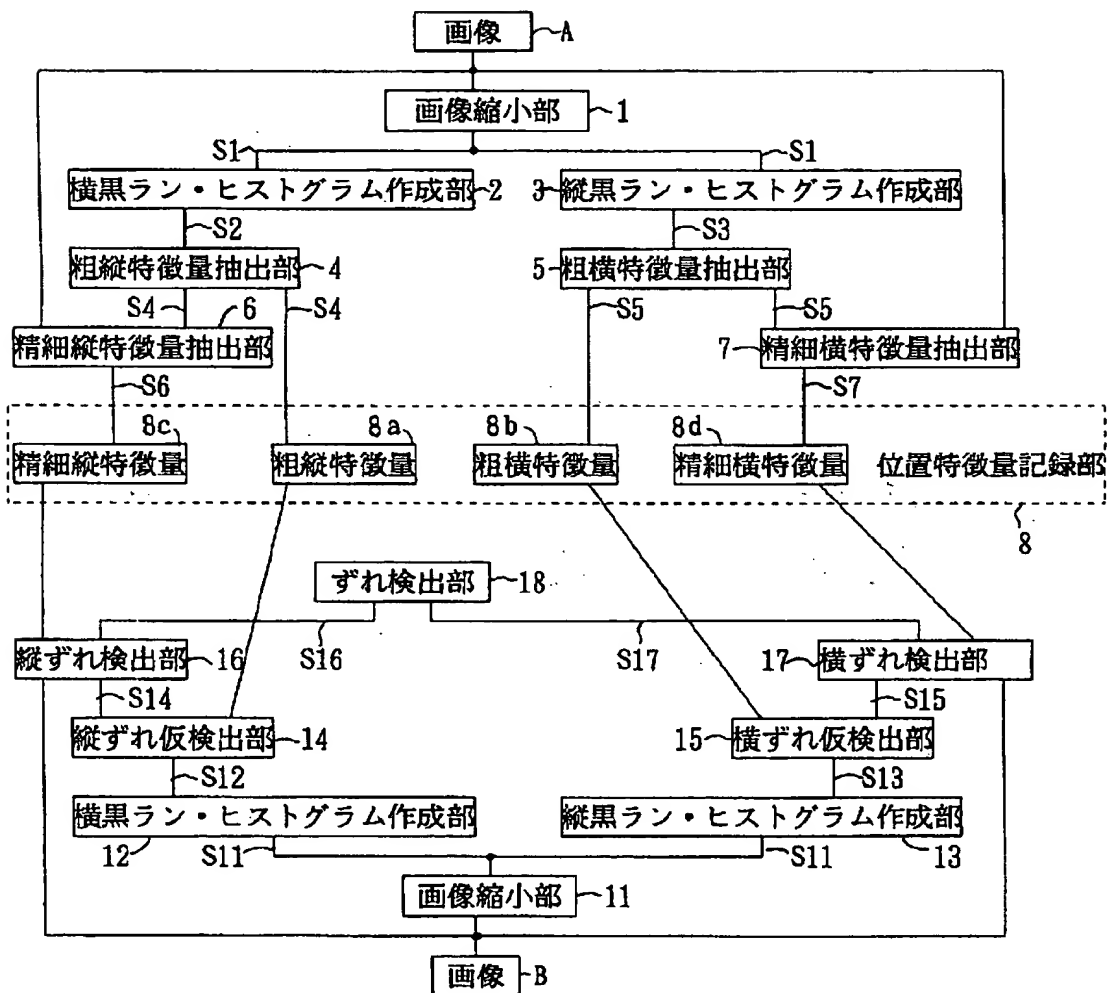 画像 A
画像縮小部 1
S1 S1
横黒ラン・ヒストグラム作成部 2 3 縦黒ラン・ヒストグラム作成部
S2 S3
粗縦特徴量抽出部 4 5 粗横特徴量抽出部
S4 6 S4 S5 S5
精細縦特徴量抽出部 7 精細横特徴量抽出部
S6 S7
8c 8a 8b 8d
精細縦特徴量 粗縦特徴量 粗横特徴量 精細横特徴量 位置特徴量記録部
8
ずれ検出部 18
S16 S17
縦ずれ検出部 16 17 横ずれ検出部
S14 S15
縦ずれ仮検出部 14 15 横ずれ仮検出部
S12 S13
横黒ラン・ヒストグラム作成部 縦黒ラン・ヒストグラム作成部
12 S11 S11 13
画像縮小部 11
画像 B